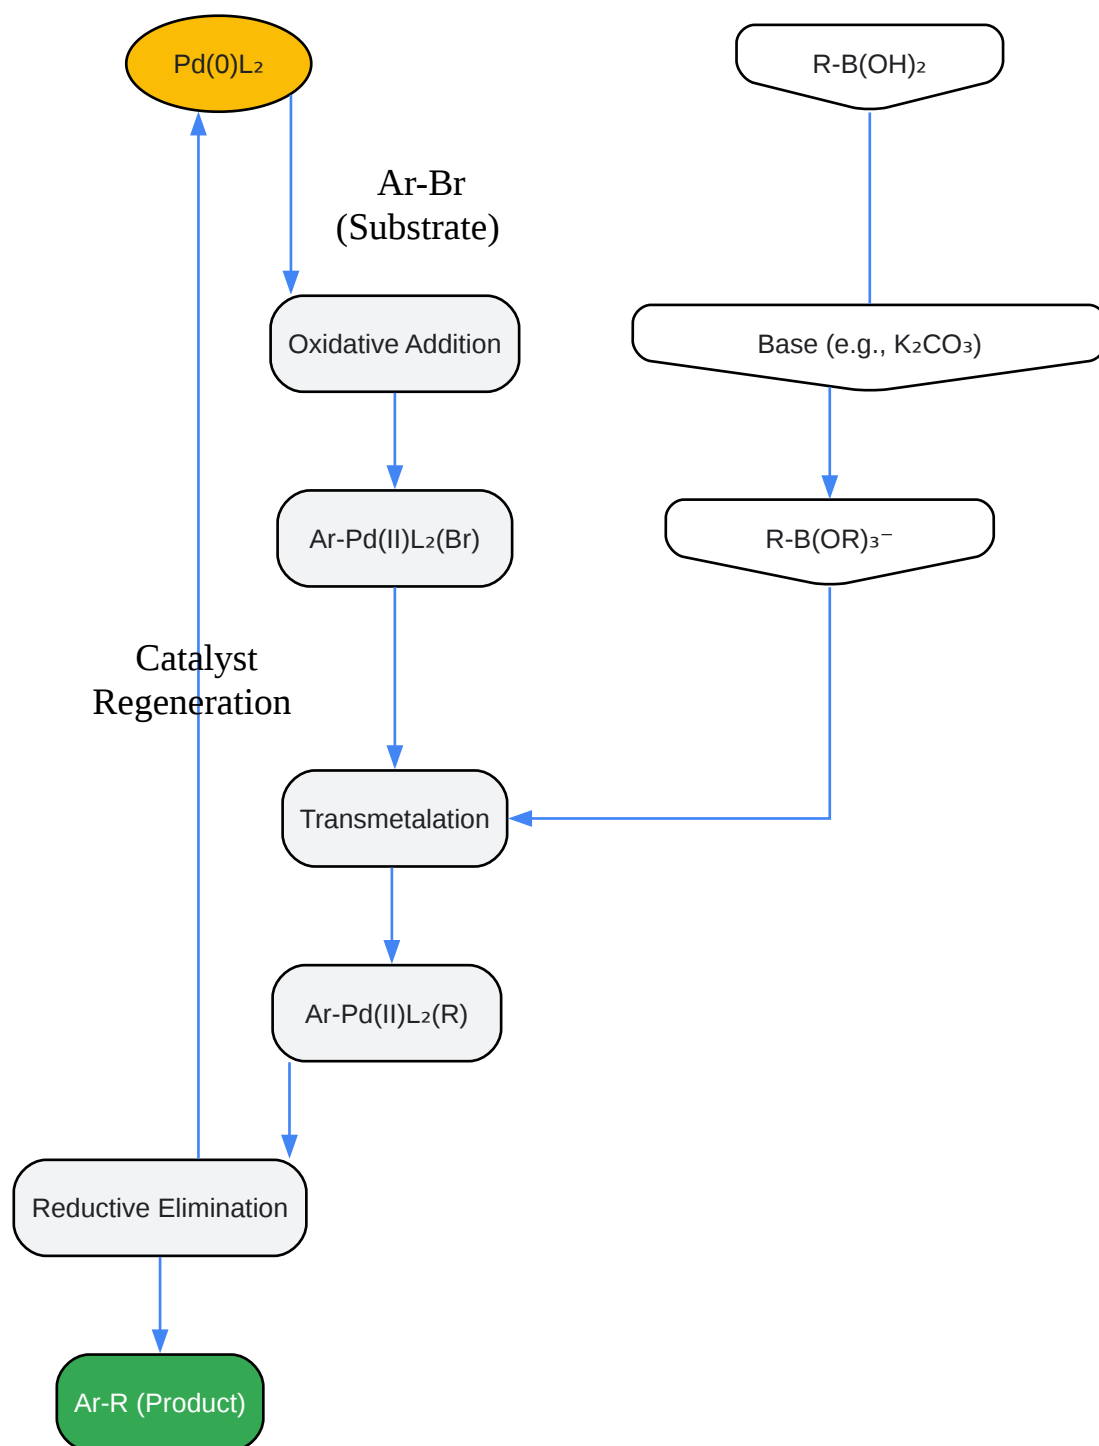 Pd(0)L₂
R-B(OH)₂
Ar-Br
(Substrate)
Oxidative Addition
Base (e.g., K₂CO₃)
Ar-Pd(II)L₂(Br)
R-B(OR)₃⁻
Catalyst
Regeneration
Transmetalation
Ar-Pd(II)L₂(R)
Reductive Elimination
Ar-R (Product)